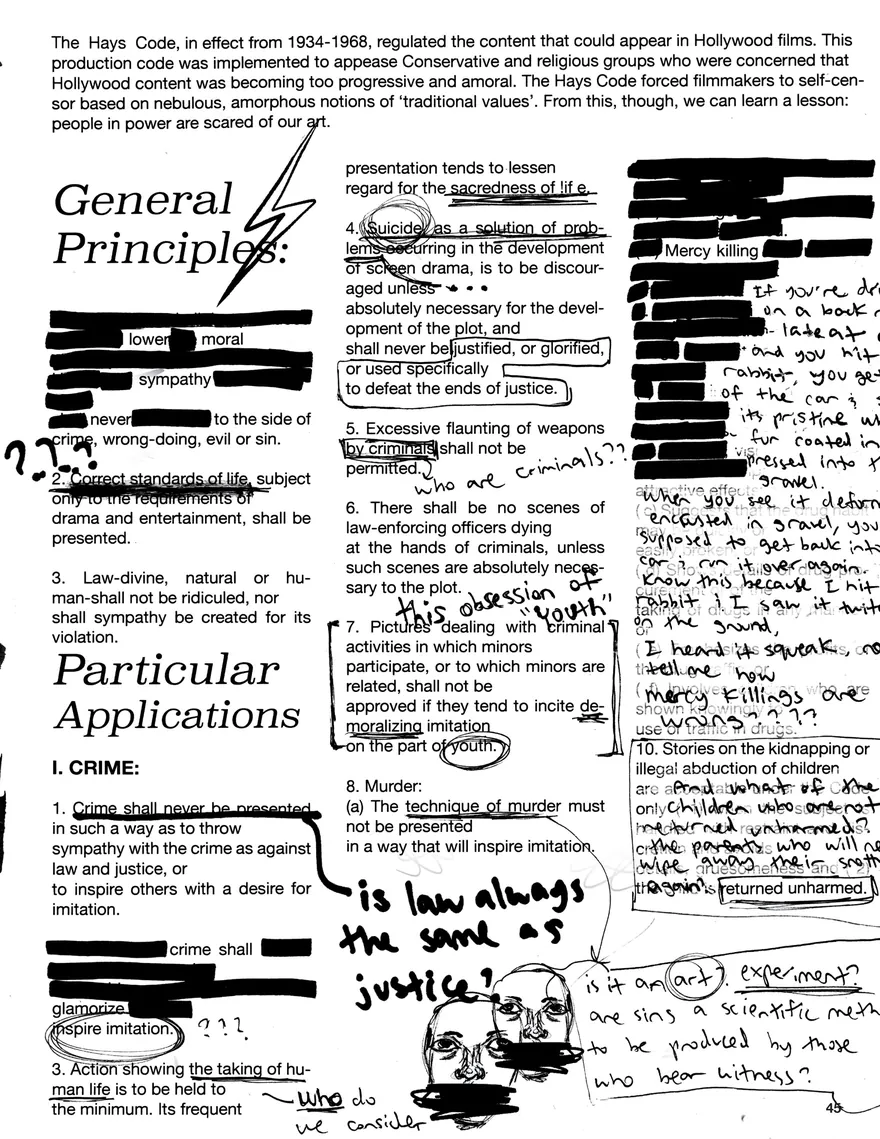 The Hays Code, in effect from 1934-1968, regulated the content that could appear in Hollywood films. This
production code was implemented to appease Conservative and religious groups who were concerned that
Hollywood content was becoming too progressive and amoral. The Hays Code forced filmmakers to self-cen-
sor based on nebulous, amorphous notions of ‘traditional values’. From this, though, we can learn a lesson:
people in power are scared of our art.
General
Principles:
lower moral
sympathy
never to the side of
crime, wrong-doing, evil or sin.
? ? ? ?
2. Correct standards of life, subject
only to the requirements of
drama and entertainment, shall be
presented.
3. Law-divine, natural or hu-
man-shall not be ridiculed, nor
shall sympathy be created for its
violation.
Particular
Applications
I. CRIME:
1. Crime shall never be presented
in such a way as to throw
sympathy with the crime as against
law and justice, or
to inspire others with a desire for
imitation.
crime shall
glamorize
inspire imitation.
? ? ?
3. Action showing the taking of hu-
man life is to be held to
the minimum. Its frequent
presentation tends to lessen
regard for the sacredness of life.
4. Suicide, as a solution of prob-
lems occurring in the development
of screen drama, is to be discour-
aged unless
absolutely necessary for the devel-
opment of the plot, and
shall never be justified, or glorified,
or used specifically
to defeat the ends of justice.
5. Excessive flaunting of weapons
by criminals shall not be
permitted.
who are criminals??
6. There shall be no scenes of
law-enforcing officers dying
at the hands of criminals, unless
such scenes are absolutely neces-
sary to the plot.
this obsession of "youth"
7. Pictures dealing with criminal
activities in which minors
participate, or to which minors are
related, shall not be
approved if they tend to incite de-
moralizing imitation
on the part of youth.
8. Murder:
(a) The technique of murder must
not be presented
in a way that will inspire imitation.
is law always
the same as
justice?
who do
we consider
Mercy killing
If you're
on a back
late at
and you hit
rabbit, you get
of the car &
its pristine
fur coated in
pressed into
gravel.
When you see it
encrusted in gravel, you
supposed to get back into
car & run it over again.
Know this because I hit
rabbit & I saw it
on the ground,
I heard it squeak,
tell me how
mercy killings are
wrong????
use or traffic in drugs.
10. Stories on the kidnapping or
illegal abduction of children
are
And what of the
only
children who are not
returned unharmed?
the parents who will
wipe away their
again?
returned unharmed.
is it an art? experiment?
are sins a scientific
to be produced by those
who bear witness?
45